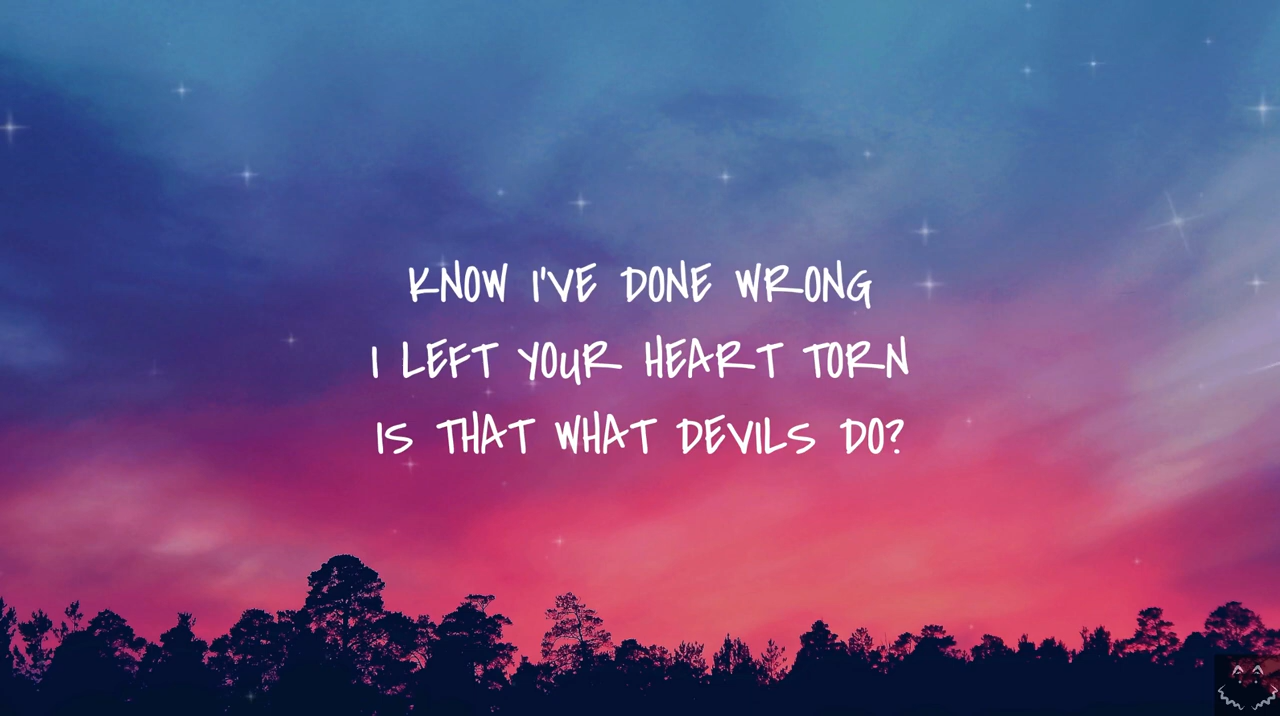 KNOW I'VE DONE WRONG
I LEFT YOUR HEART TORN
IS THAT WHAT DEVILS DO?